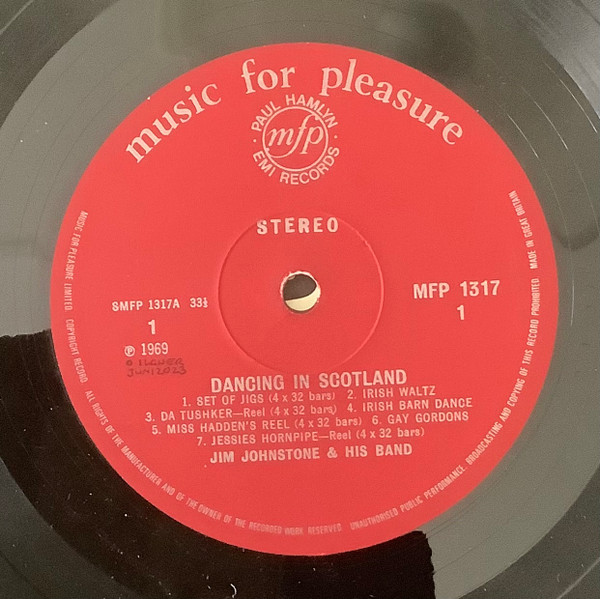 music for pleasure
PAUL HAMLYN
mfp
EMI RECORDS
STEREO
SMFP 1317A 33⅓
MFP 1317
1
1
℗ 1969
JUNI 2023
DANCING IN SCOTLAND
1. SET OF JIGS (4 x 32 bars) 2. IRISH WALTZ
3. DA TUSHKER—Reel (4 x 32 bars) 4. IRISH BARN DANCE
5. MISS HADDEN'S REEL (4 x 32 bars) 6. GAY GORDONS
7. JESSIES HORNPIPE—Reel (4 x 32 bars)
JIM JOHNSTONE & HIS BAND
MUSIC FOR PLEASURE LIMITED. COPYRIGHT RECORD. ALL RIGHTS OF THE MANUFACTURER AND OF THE OWNER OF THE RECORDED WORK RESERVED. UNAUTHORISED PUBLIC PERFORMANCE, BROADCASTING AND COPYING OF THIS RECORD PROHIBITED. MADE IN GREAT BRITAIN.